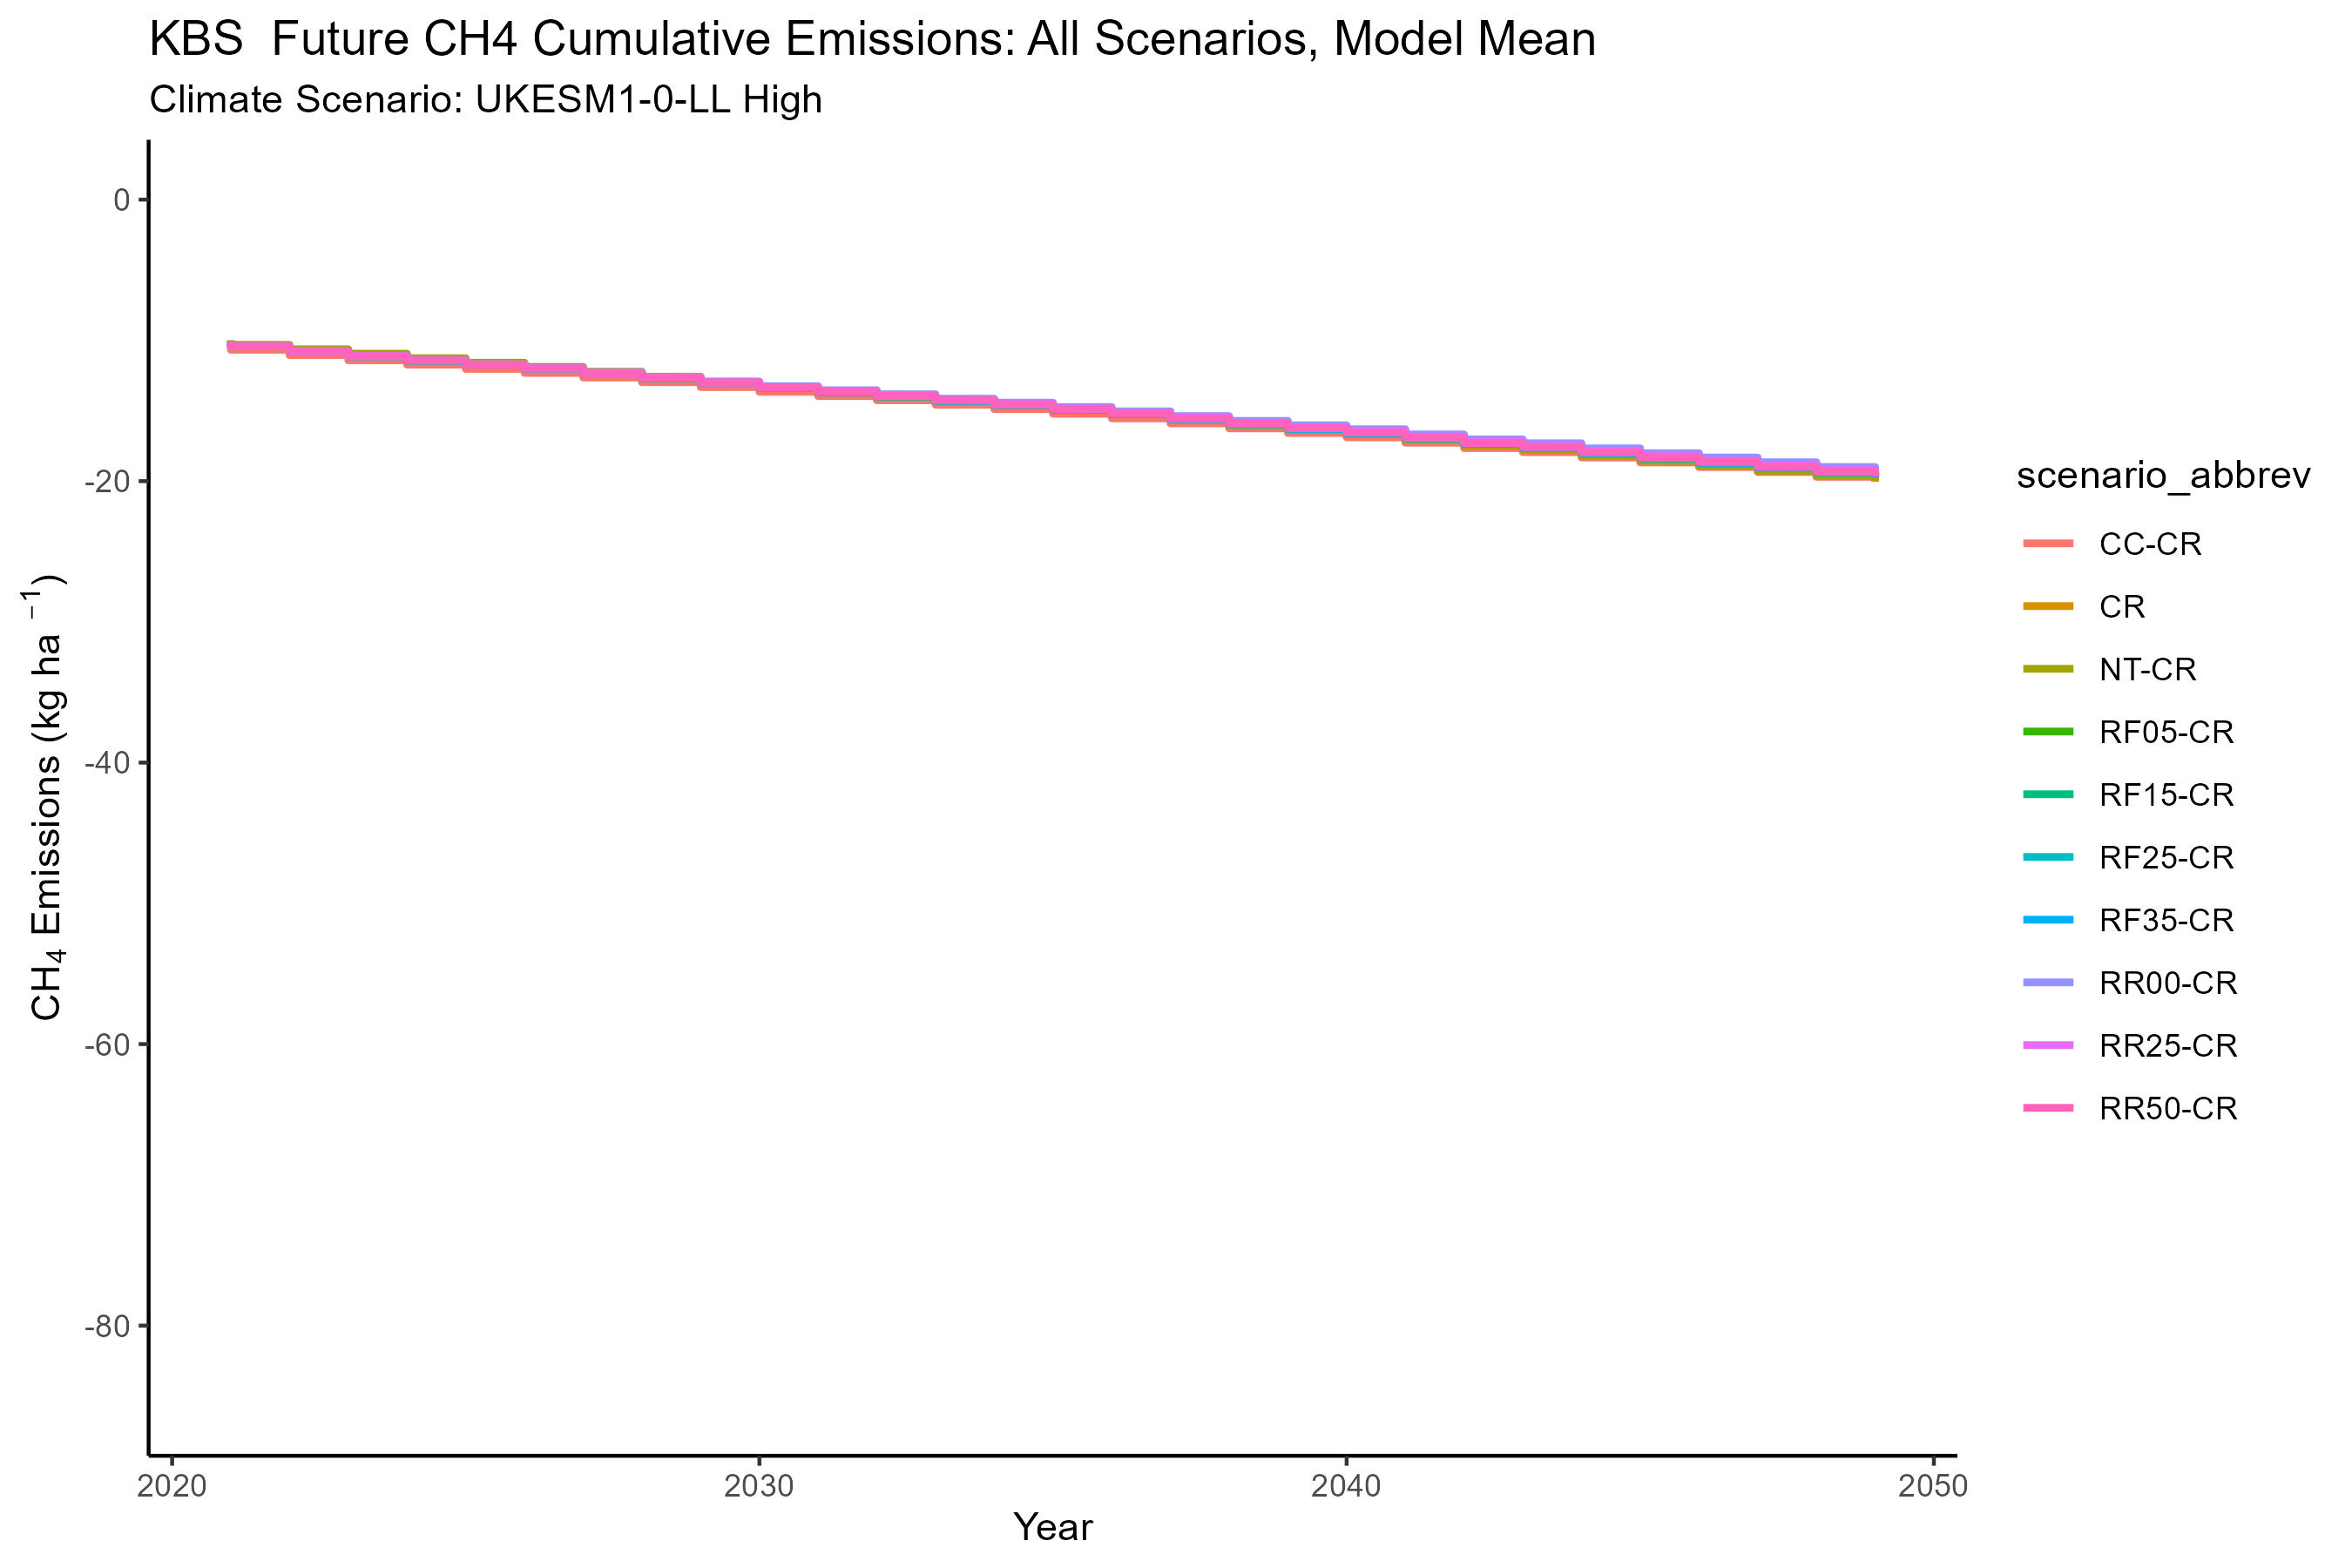 KBS  Future CH4 Cumulative Emissions: All Scenarios, Model Mean
Climate Scenario: UKESM1-0-LL High
CH₄ Emissions (kg ha ⁻¹)
0
-20
-40
-60
-80
2020
2030
2040
2050
Year
scenario_abbrev
CC-CR
CR
NT-CR
RF05-CR
RF15-CR
RF25-CR
RF35-CR
RR00-CR
RR25-CR
RR50-CR